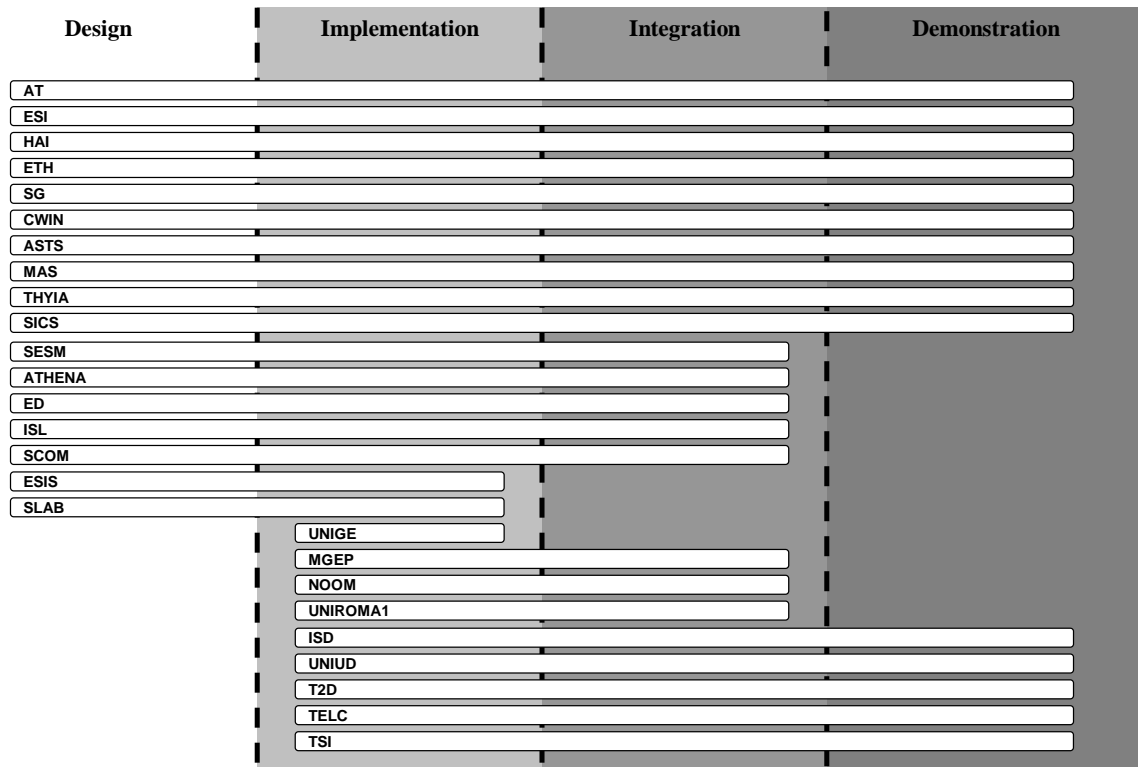 Design Implementation Integration Demonstration
AT
ESI
HAI
ETH
SG
CWIN
ASTS
MAS
THYIA
SICS
SESM
ATHENA
ED
ISL
SCOM
ESIS
SLAB
UNIGE
MGEP
NOOM
UNIROMA1
ISD
UNIUD
T2D
TELC
TSI